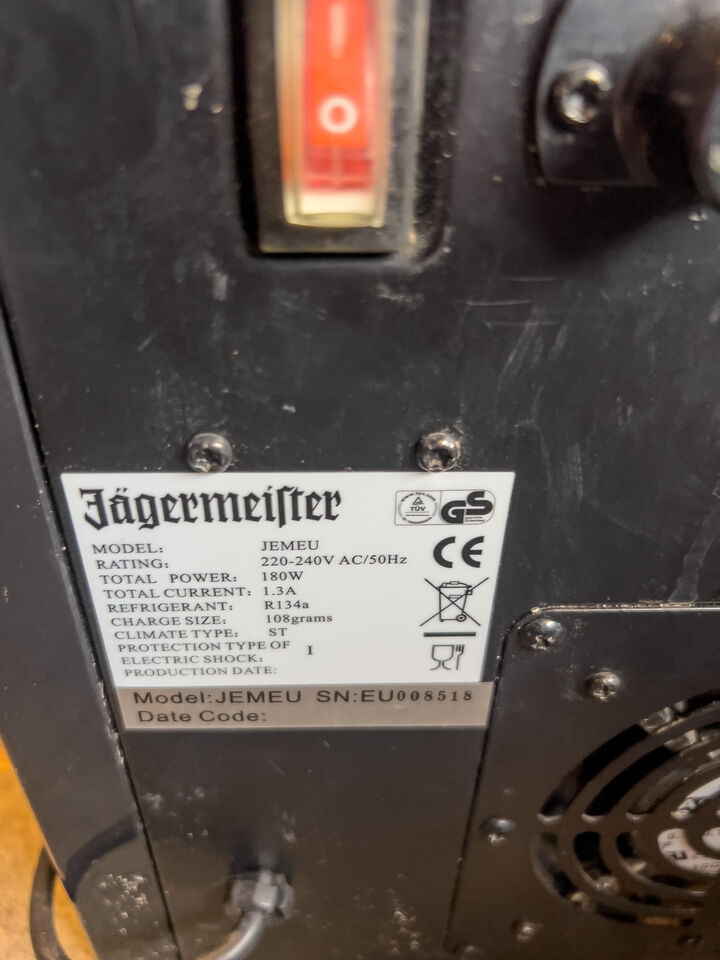 I
O
Jägermeiſter
TÜV
GS
MODEL: JEMEU
RATING: 220-240V AC/50Hz
TOTAL POWER: 180W
TOTAL CURRENT: 1.3A
REFRIGERANT: R134a
CHARGE SIZE: 108grams
CLIMATE TYPE: ST
PROTECTION TYPE OF
ELECTRIC SHOCK: I
PRODUCTION DATE:
CE
Model:JEMEU SN:EU008518
Date Code: